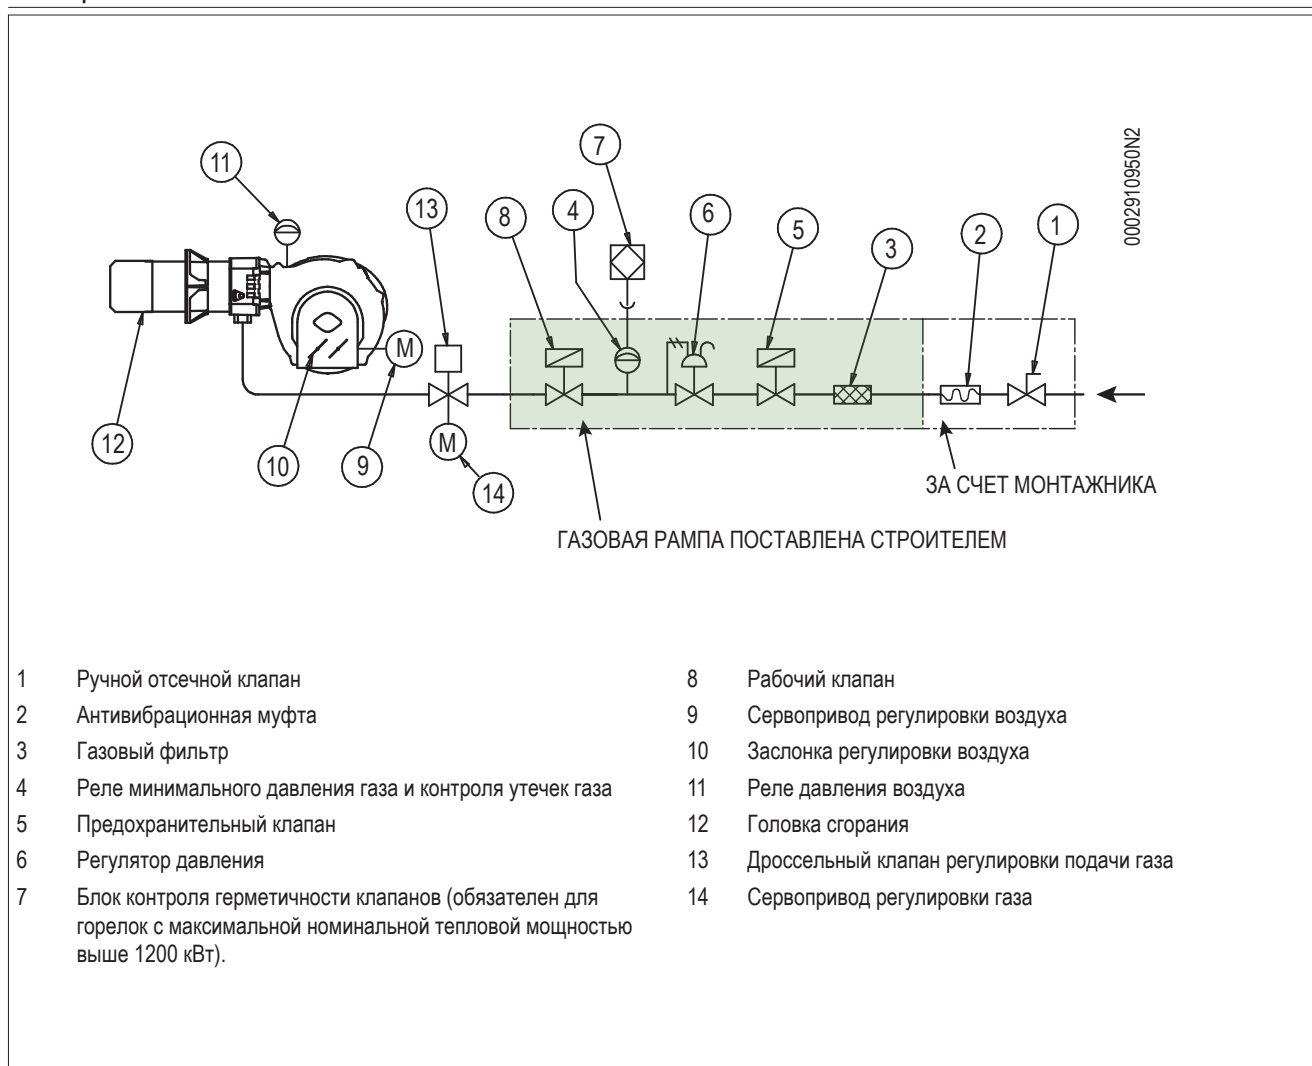 0002910950N2
11
7
13
8
4
6
5
3
2
1
M
M
12
10
9
14
ЗА СЧЕТ МОНТАЖНИКА
ГАЗОВАЯ РАМПА ПОСТАВЛЕНА СТРОИТЕЛЕМ
1 Ручной отсечной клапан
2 Антивибрационная муфта
3 Газовый фильтр
4 Реле минимального давления газа и контроля утечек газа
5 Предохранительный клапан
6 Регулятор давления
7 Блок контроля герметичности клапанов (обязателен для
горелок с максимальной номинальной тепловой мощностью
выше 1200 кВт).
8 Рабочий клапан
9 Сервопривод регулировки воздуха
10 Заслонка регулировки воздуха
11 Реле давления воздуха
12 Головка сгорания
13 Дроссельный клапан регулировки подачи газа
14 Сервопривод регулировки газа